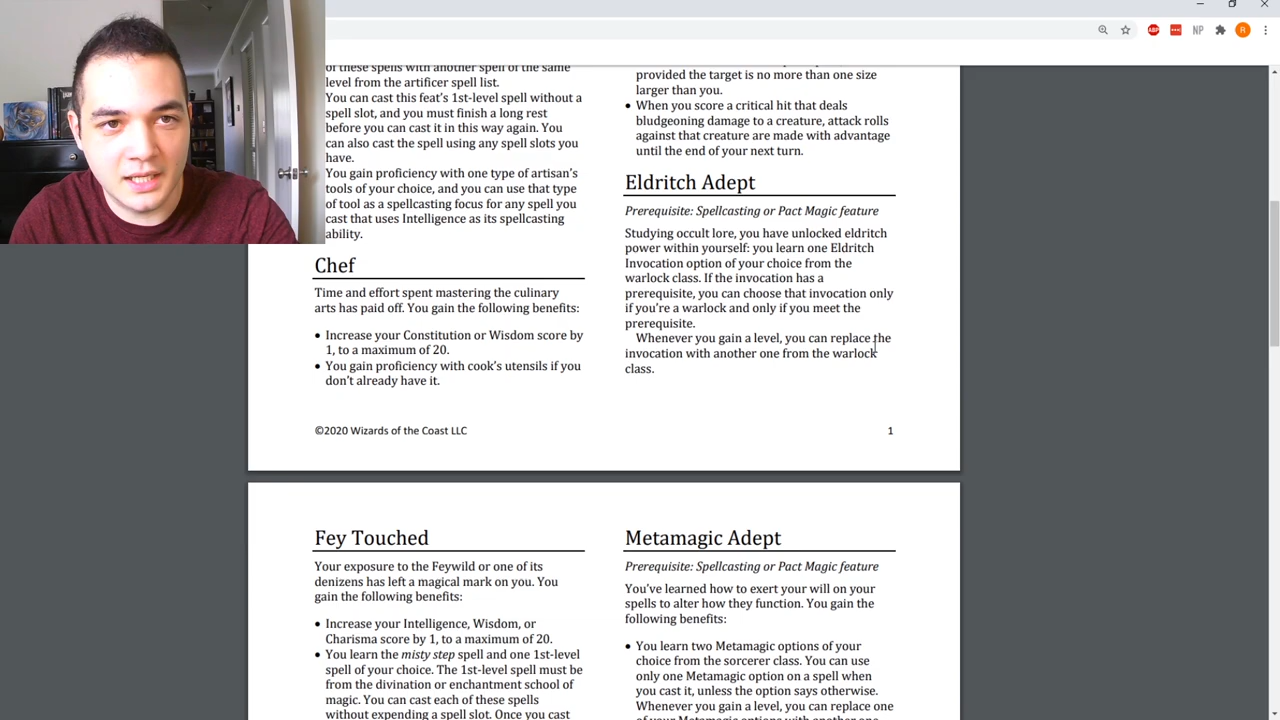 of these spells with another spell of the same
level from the artificer spell list.
You can cast this feat's 1st-level spell without a
spell slot, and you must finish a long rest
before you can cast it in this way again. You
can also cast the spell using any spell slots you
have.
You gain proficiency with one type of artisan's
tools of your choice, and you can use that type
of tool as a spellcasting focus for any spell you
cast that uses Intelligence as its spellcasting
ability.
Chef
Time and effort spent mastering the culinary
arts has paid off. You gain the following benefits:
• Increase your Constitution or Wisdom score by
1, to a maximum of 20.
• You gain proficiency with cook's utensils if you
don't already have it.
provided the target is no more than one size
larger than you.
• When you score a critical hit that deals
bludgeoning damage to a creature, attack rolls
against that creature are made with advantage
until the end of your next turn.
Eldritch Adept
Prerequisite: Spellcasting or Pact Magic feature
Studying occult lore, you have unlocked eldritch
power within yourself: you learn one Eldritch
Invocation option of your choice from the
warlock class. If the invocation has a
prerequisite, you can choose that invocation only
if you're a warlock and only if you meet the
prerequisite.
Whenever you gain a level, you can replace the
invocation with another one from the warlock
class.
©2020 Wizards of the Coast LLC 1
Fey Touched
Your exposure to the Feywild or one of its
denizens has left a magical mark on you. You
gain the following benefits:
• Increase your Intelligence, Wisdom, or
Charisma score by 1, to a maximum of 20.
• You learn the misty step spell and one 1st-level
spell of your choice. The 1st-level spell must be
from the divination or enchantment school of
magic. You can cast each of these spells
without expending a spell slot. Once you cast
Metamagic Adept
Prerequisite: Spellcasting or Pact Magic feature
You've learned how to exert your will on your
spells to alter how they function. You gain the
following benefits:
• You learn two Metamagic options of your
choice from the sorcerer class. You can use
only one Metamagic option on a spell when
you cast it, unless the option says otherwise.
Whenever you gain a level, you can replace one
of your Metamagic options with another one
ABP
NP
R